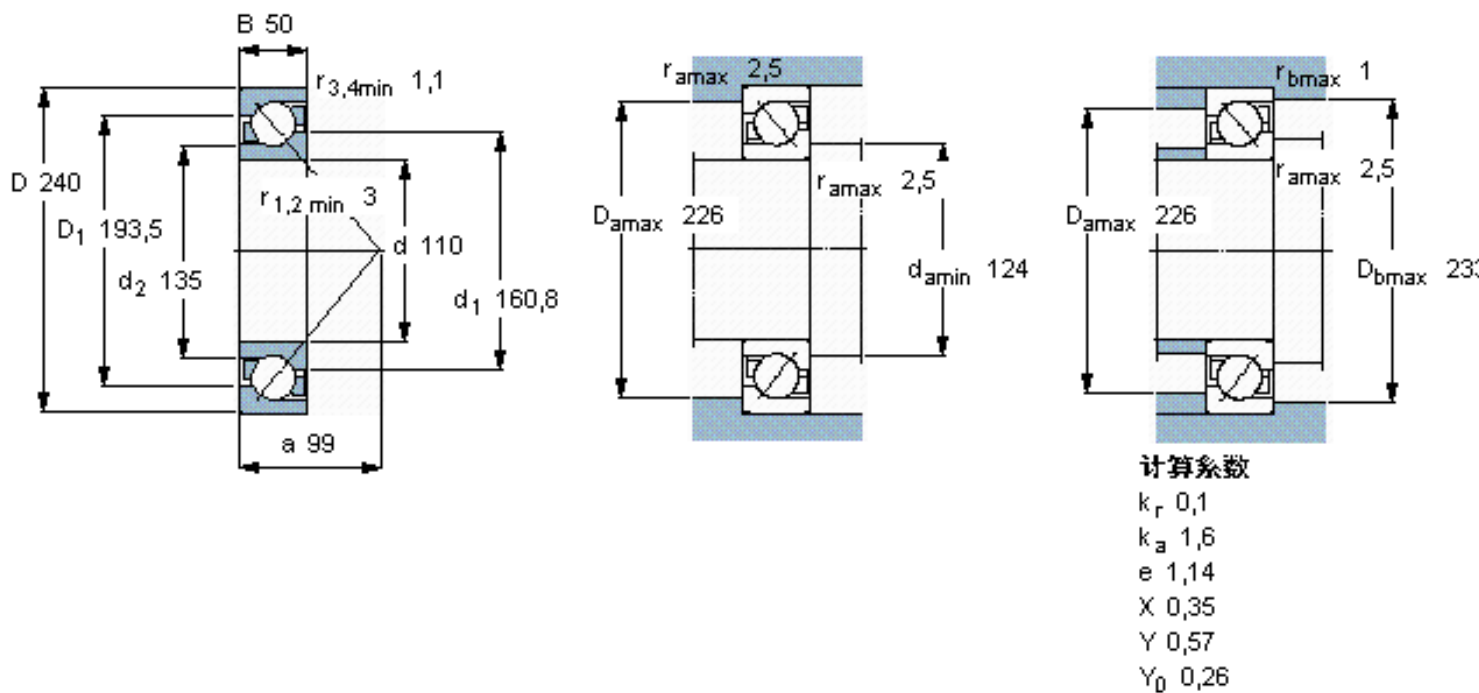 B 50
r3,4min 1,1
D 240
D1 193,5
d2 135
r1,2 min 3
d 110
d1 160,8
a 99
ramax 2,5
ramax 2,5
Damax 226
damin 124
rbmax 1
ramax 2,5
Damax 226
Dbmax 233
计算系数
kr 0,1
ka 1,6
e 1,14
X 0,35
Y 0,57
Y0 0,26